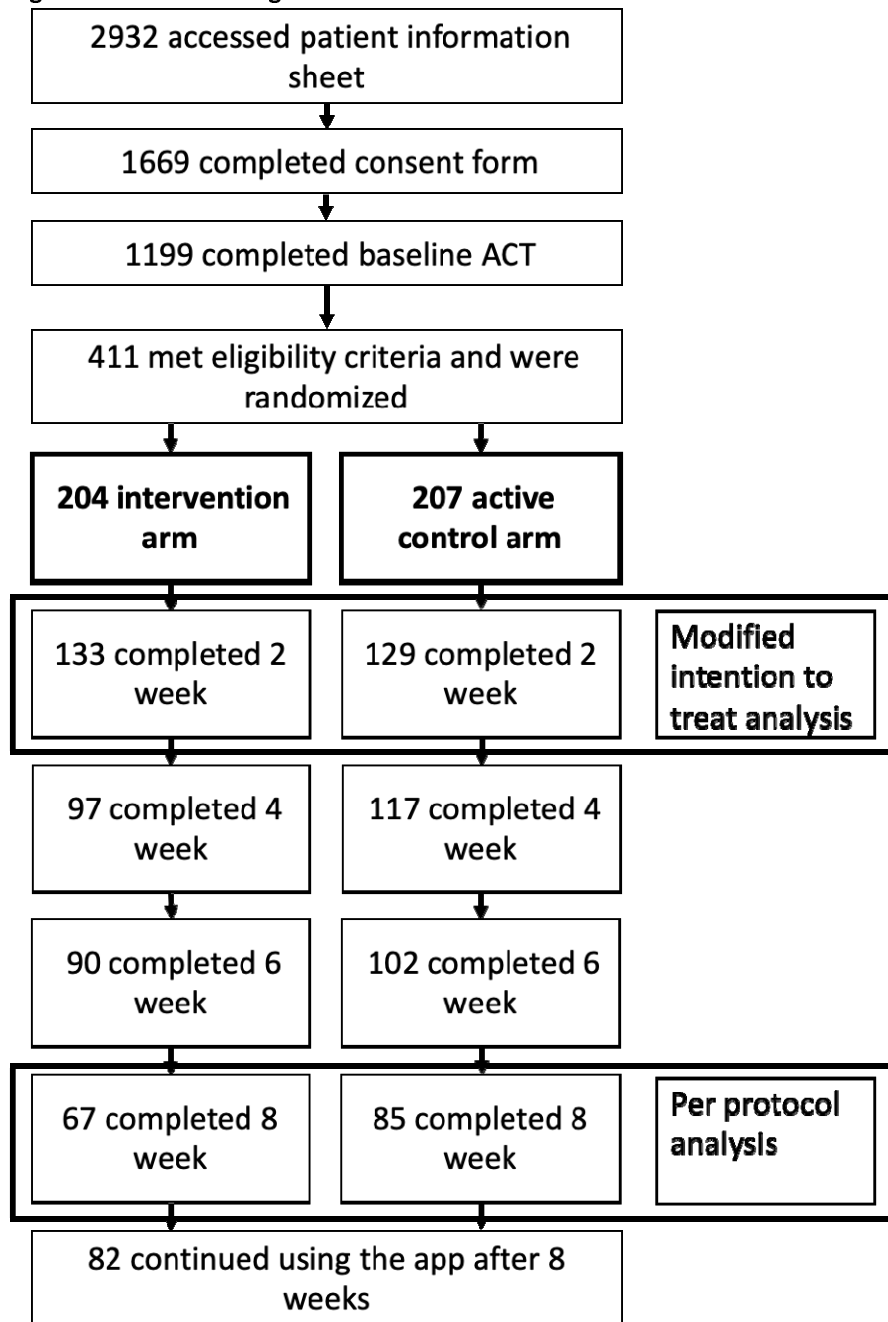 2932 accessed patient information
sheet
1669 completed consent form
1199 completed baseline ACT
411 met eligibility criteria and were
randomized
204 intervention
arm
207 active
control arm
133 completed 2
week
129 completed 2
week
Modified
intention to
treat analysis
97 completed 4
week
117 completed 4
week
90 completed 6
week
102 completed 6
week
67 completed 8
week
85 completed 8
week
Per protocol
analysis
82 continued using the app after 8
weeks